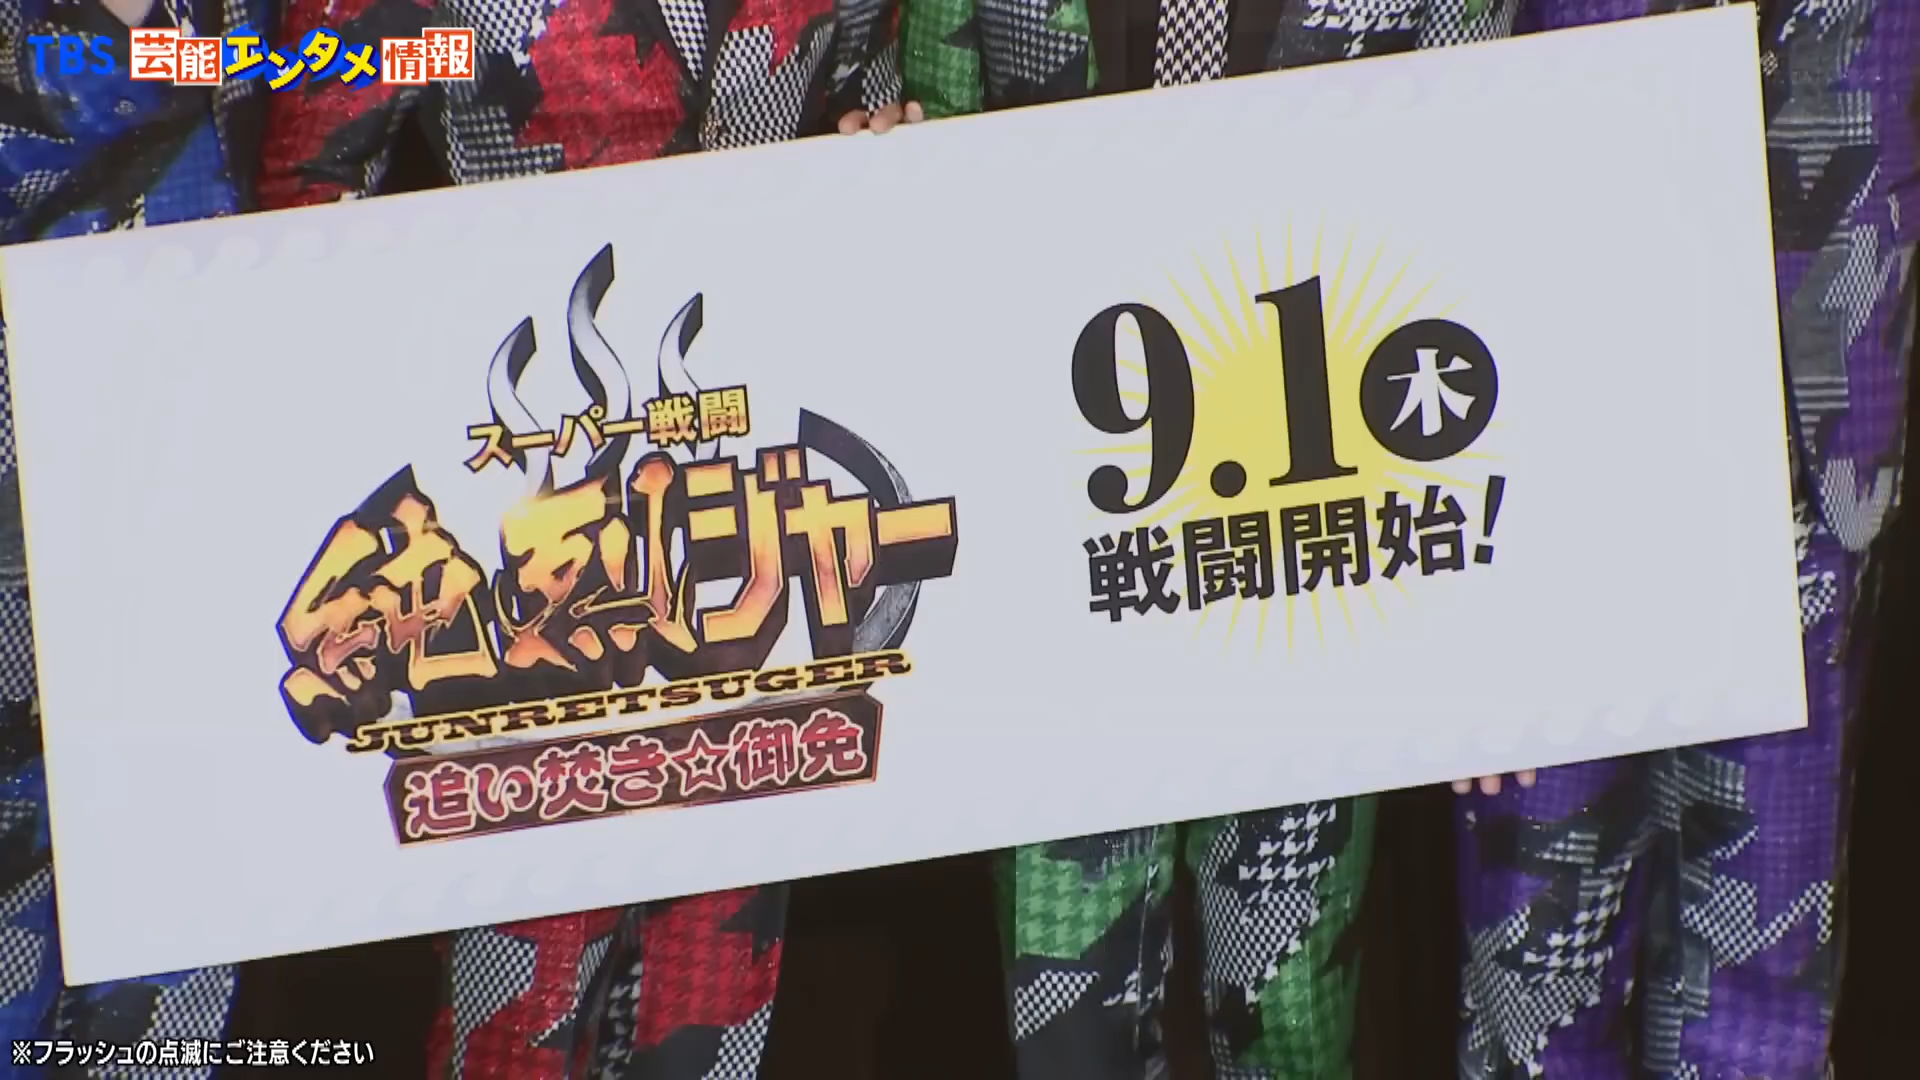 TBS 芸能エンタメ情報
スーパー戦闘
純烈ジャー
JUNRETSUGER
追い焚き☆御免
9.1 木
戦闘開始!
※フラッシュの点滅にご注意ください